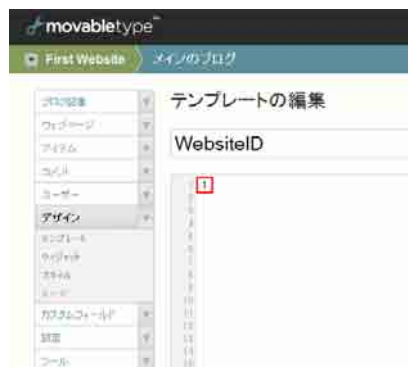 movabletype
First Website
メインのブログ
テンプレートの編集
WebsiteID
1
ブログ記事
ウェブページ
アイテム
コメント
ユーザー
デザイン
テンプレート
ウィジェット
スタイル
テーマ
カスタムフィールド
設定
ツール